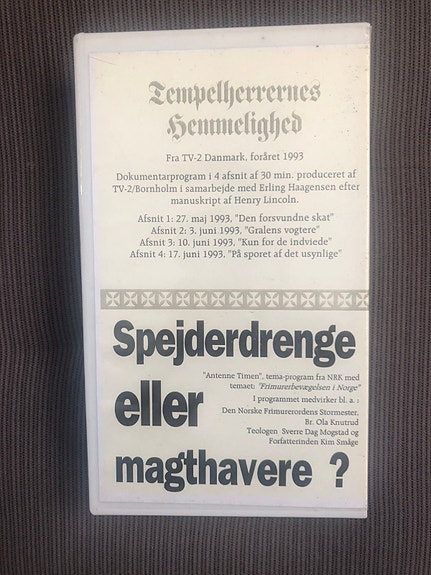 Tempelherrernes
Hemmelighed
Fra TV-2 Danmark, foråret 1993
Dokumentarprogram i 4 afsnit af 30 min. produceret af
TV-2/Bornholm i samarbejde med Erling Haagensen efter
manuskript af Henry Lincoln.
Afsnit 1: 27. maj 1993, "Den forsvundne skat"
Afsnit 2: 3. juni 1993, "Gralens vogtere"
Afsnit 3: 10. juni 1993, "Kun for de indviede"
Afsnit 4: 17. juni 1993, "På sporet af det usynlige"
Spejderdrenge
"Antenne Timen", tema-program fra NRK med
temaet: "Frimurerbevægelsen i Norge"
eller
I programmet medvirker bl. a. :
Den Norske Frimurerordens Stormester,
Br. Ola Knutrud
Teologen Sverre Dag Mogstad og
Forfatterinden Kim Småge
magthavere ?